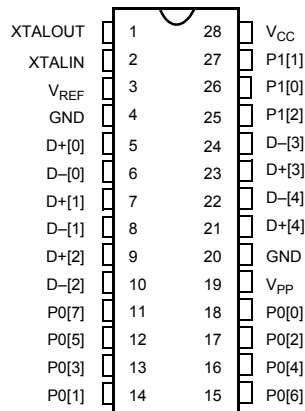 XTALOUT 1 28 VCC
XTALIN 2 27 P1[1]
VREF 3 26 P1[0]
GND 4 25 P1[2]
D+[0] 5 24 D–[3]
D–[0] 6 23 D+[3]
D+[1] 7 22 D–[4]
D–[1] 8 21 D+[4]
D+[2] 9 20 GND
D–[2] 10 19 VPP
P0[7] 11 18 P0[0]
P0[5] 12 17 P0[2]
P0[3] 13 16 P0[4]
P0[1] 14 15 P0[6]